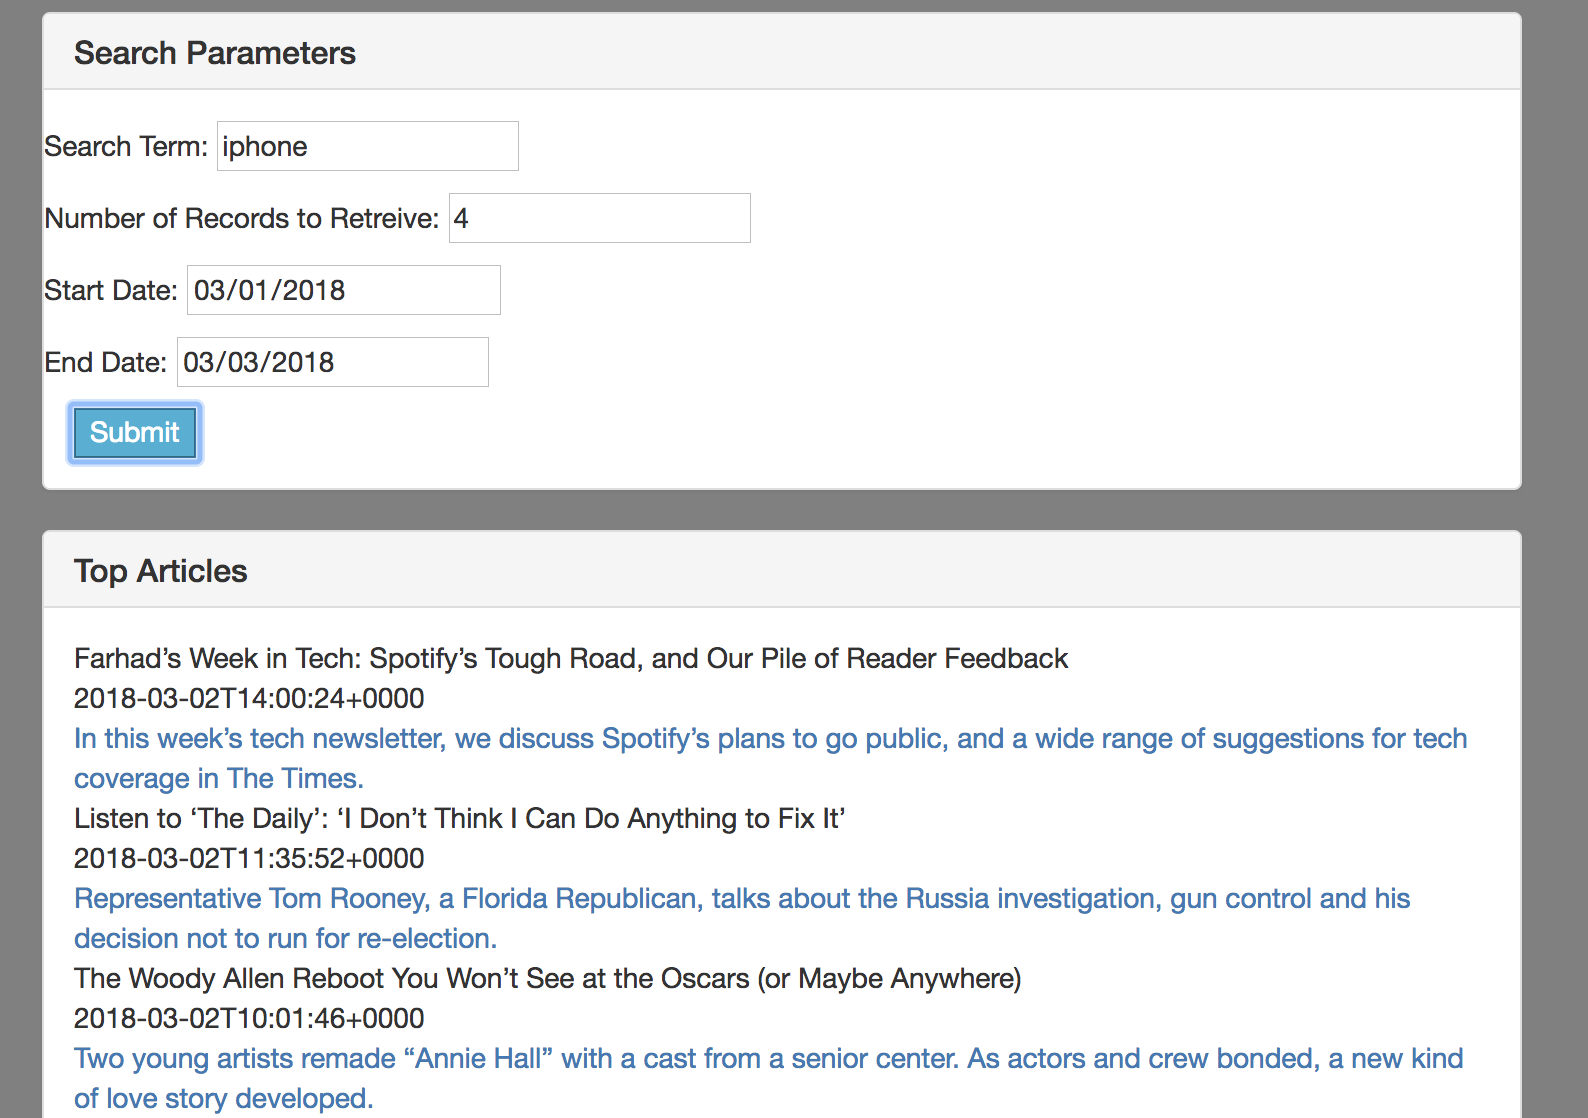 Search Parameters
Search Term: iphone
Number of Records to Retreive: 4
Start Date: 03/01/2018
End Date: 03/03/2018
Submit
Top Articles
Farhad’s Week in Tech: Spotify’s Tough Road, and Our Pile of Reader Feedback
2018-03-02T14:00:24+0000
In this week’s tech newsletter, we discuss Spotify’s plans to go public, and a wide range of suggestions for tech
coverage in The Times.
Listen to ‘The Daily’: ‘I Don’t Think I Can Do Anything to Fix It’
2018-03-02T11:35:52+0000
Representative Tom Rooney, a Florida Republican, talks about the Russia investigation, gun control and his
decision not to run for re-election.
The Woody Allen Reboot You Won’t See at the Oscars (or Maybe Anywhere)
2018-03-02T10:01:46+0000
Two young artists remade “Annie Hall” with a cast from a senior center. As actors and crew bonded, a new kind
of love story developed.